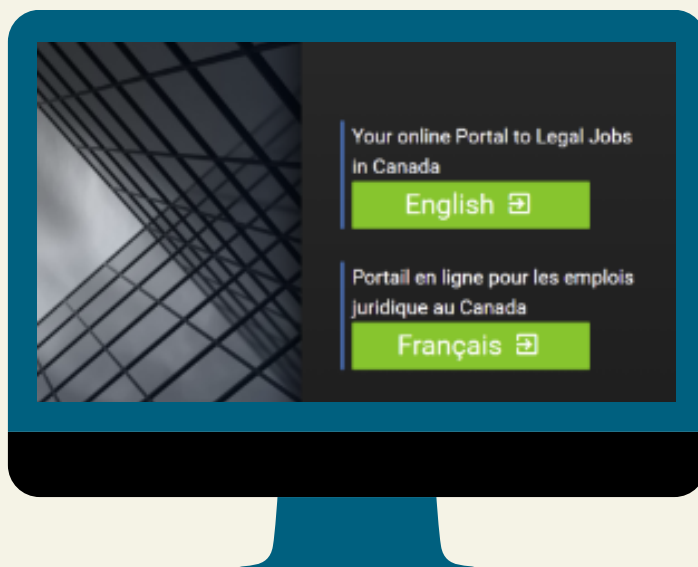 Your online Portal to Legal Jobs
in Canada
English
Portail en ligne pour les emplois
juridique au Canada
Français